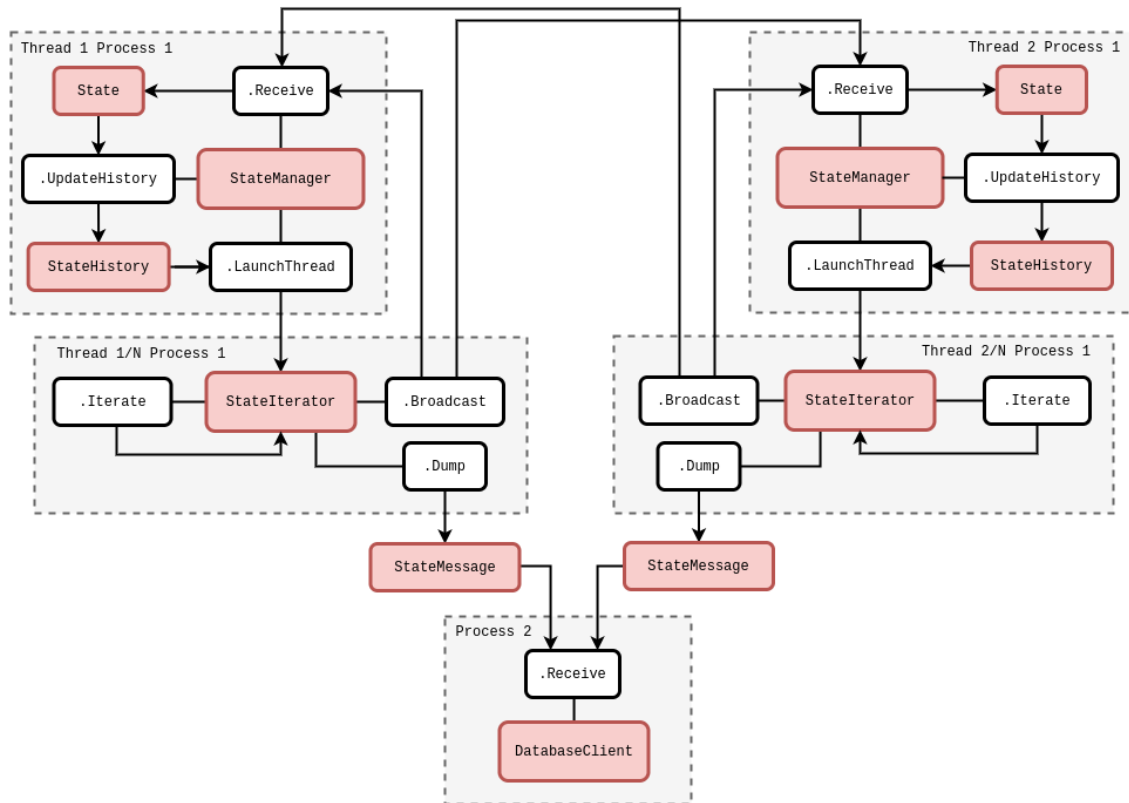 Thread 1 Process 1
State
.Receive
.UpdateHistory
StateManager
StateHistory
.LaunchThread
Thread 2 Process 1
.Receive
State
StateManager
.UpdateHistory
.LaunchThread
StateHistory
Thread 1/N Process 1
.Iterate
StateIterator
.Broadcast
.Dump
Thread 2/N Process 1
.Broadcast
StateIterator
.Iterate
.Dump
StateMessage
StateMessage
Process 2
.Receive
DatabaseClient